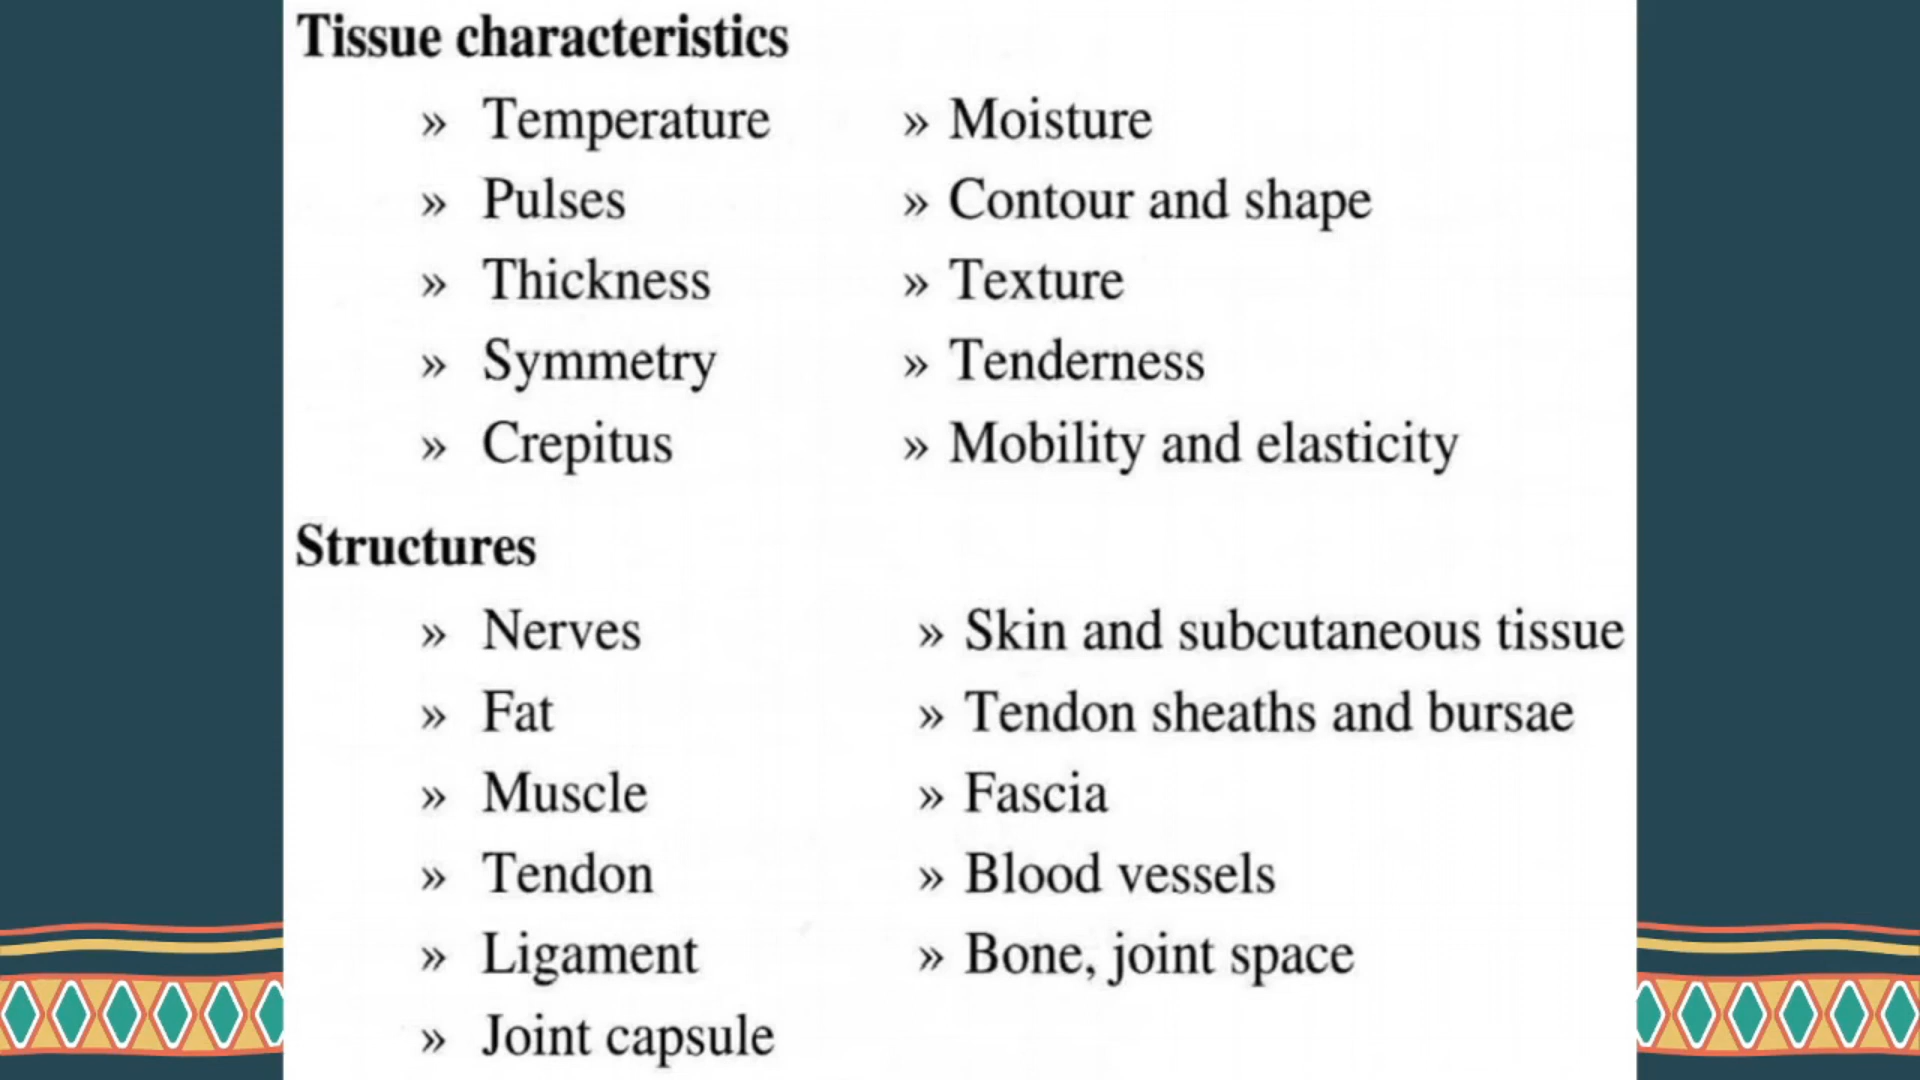 Tissue characteristics
» Temperature » Moisture
» Pulses » Contour and shape
» Thickness » Texture
» Symmetry » Tenderness
» Crepitus » Mobility and elasticity
Structures
» Nerves » Skin and subcutaneous tissue
» Fat » Tendon sheaths and bursae
» Muscle » Fascia
» Tendon » Blood vessels
» Ligament » Bone, joint space
» Joint capsule